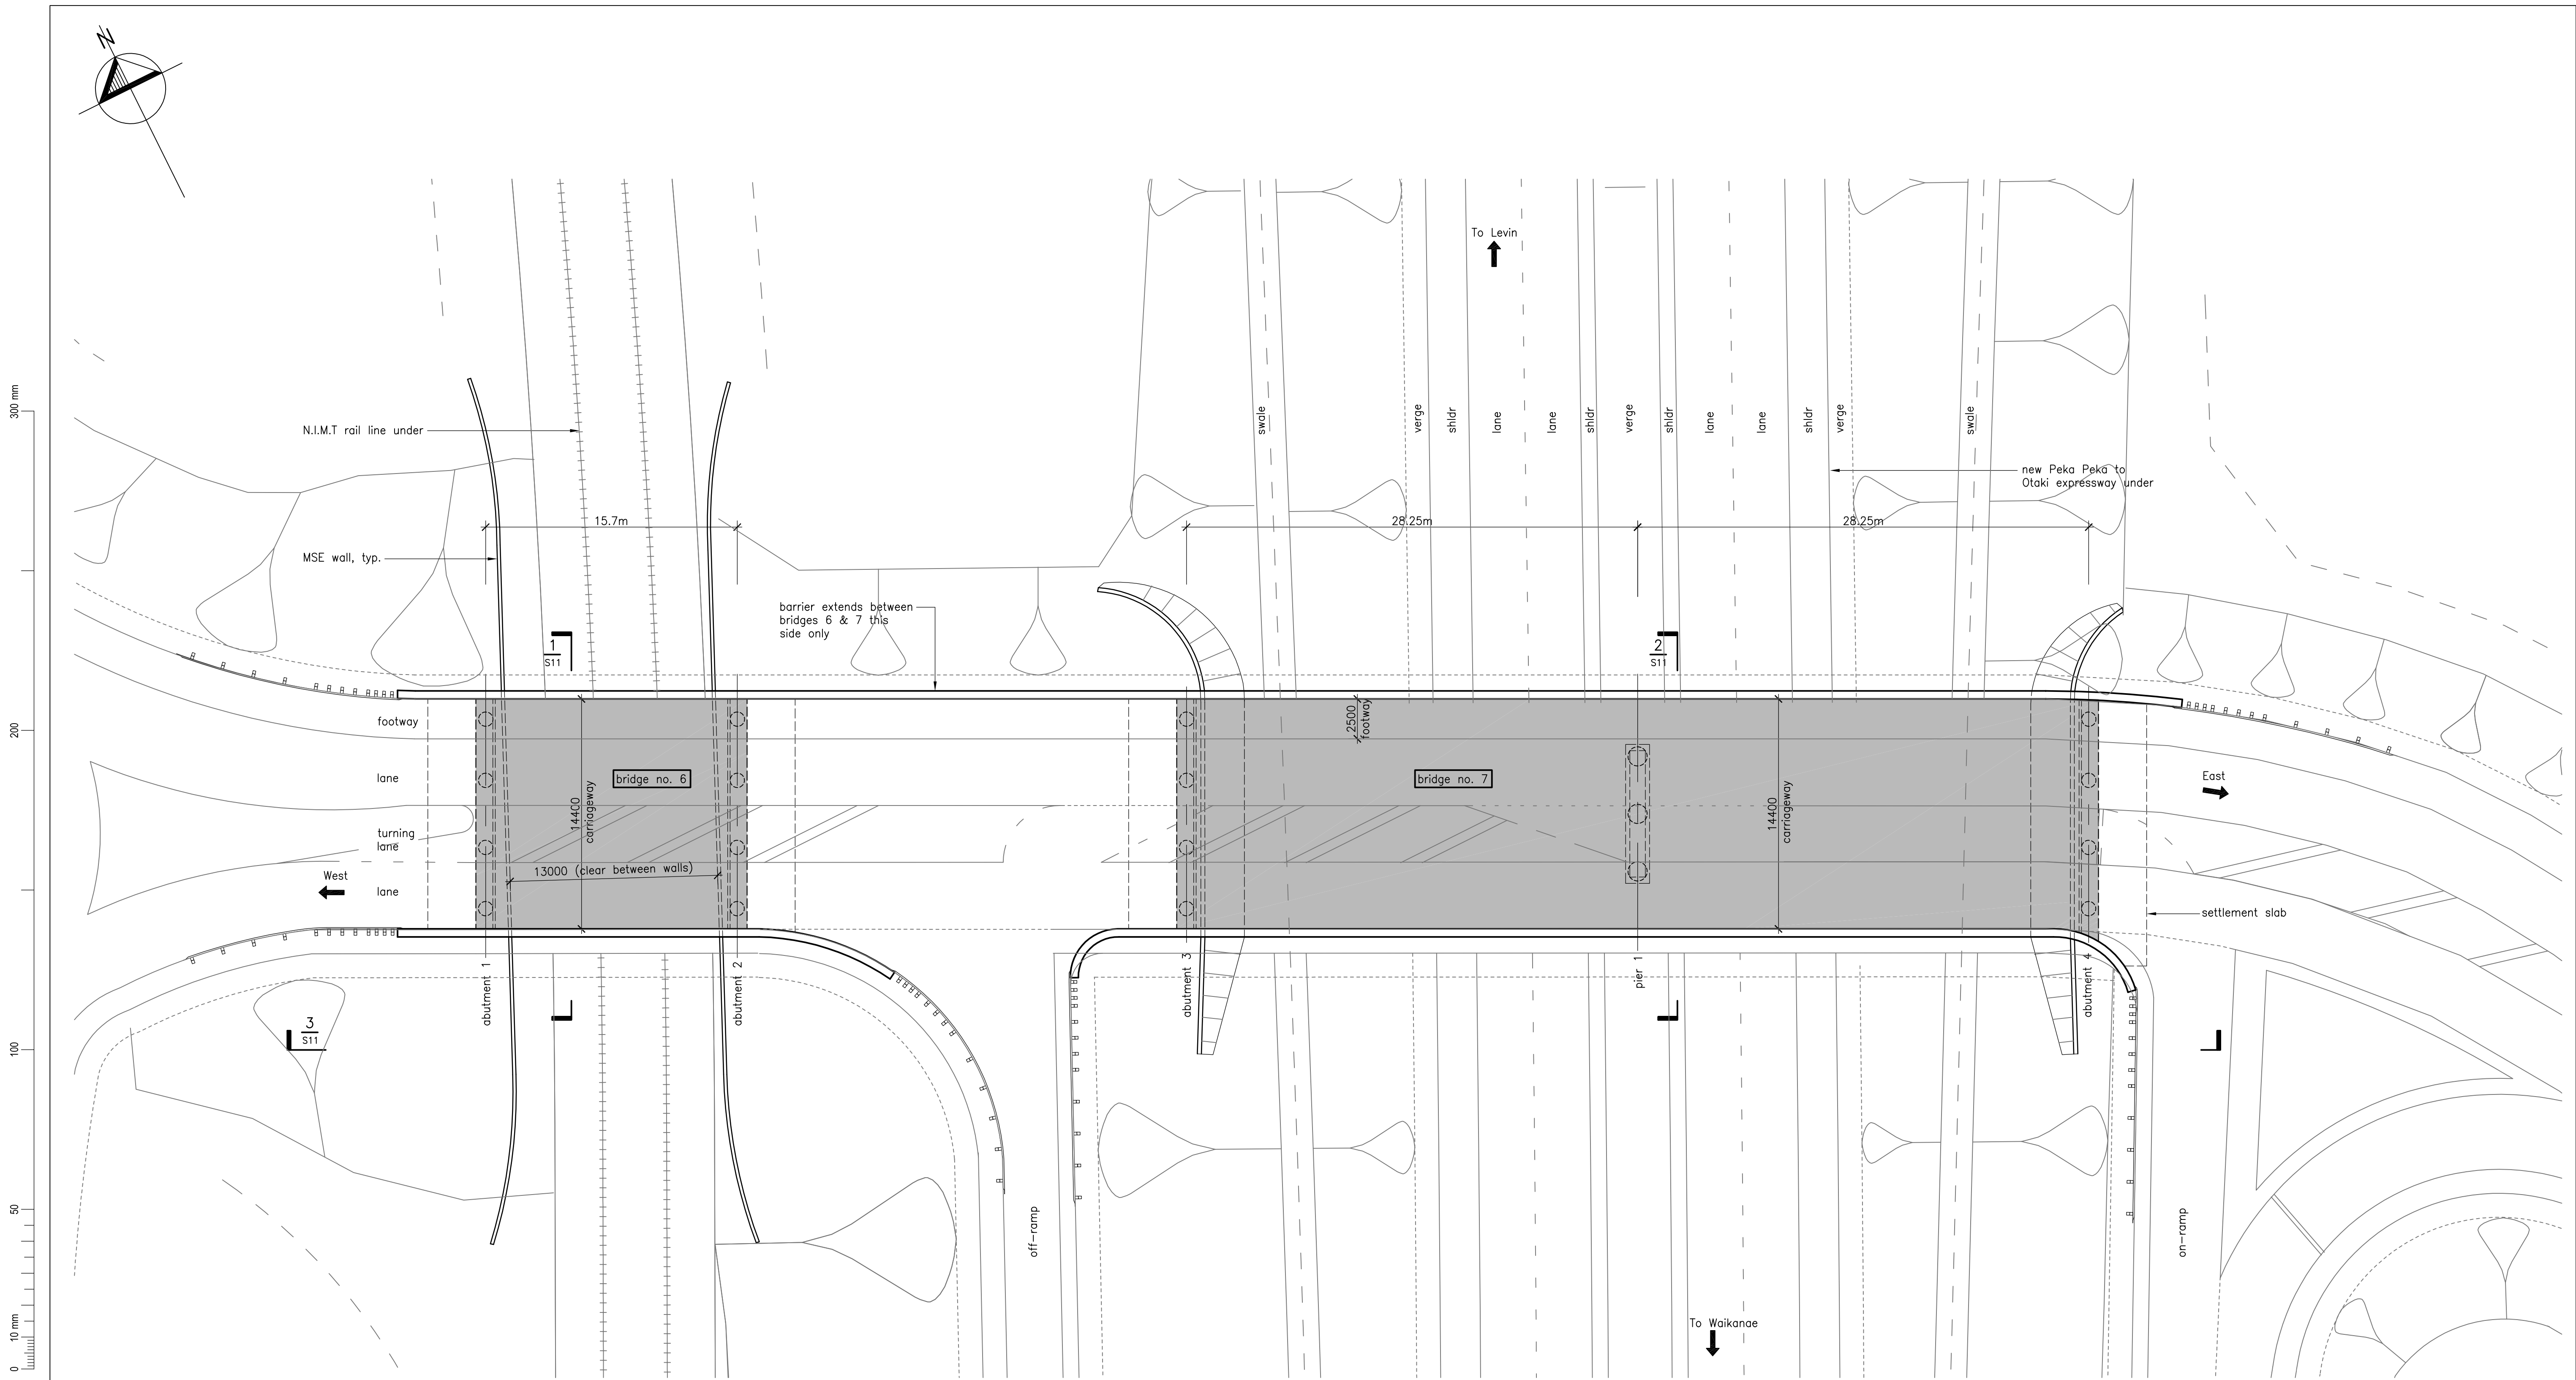 N
To Levin
300 mm
200
100
50
10 mm
0
N.I.M.T rail line under
swale
verge
shldr
lane
lane
shldr
verge
shldr
lane
lane
shldr
verge
swale
new Peka Peka to
Otaki expressway under
15.7m
28.25m
28.25m
MSE wall, typ.
barrier extends between
bridges 6 & 7 this
side only
1
S11
2
S11
footway
2500
footway
lane
bridge no. 6
bridge no. 7
East
14400
carriageway
14400
carriageway
turning
lane
13000 (clear between walls)
West
lane
settlement slab
abutment 1
abutment 2
abutment 3
pier 1
abutment 4
3
S11
off-ramp
on-ramp
To Waikanae